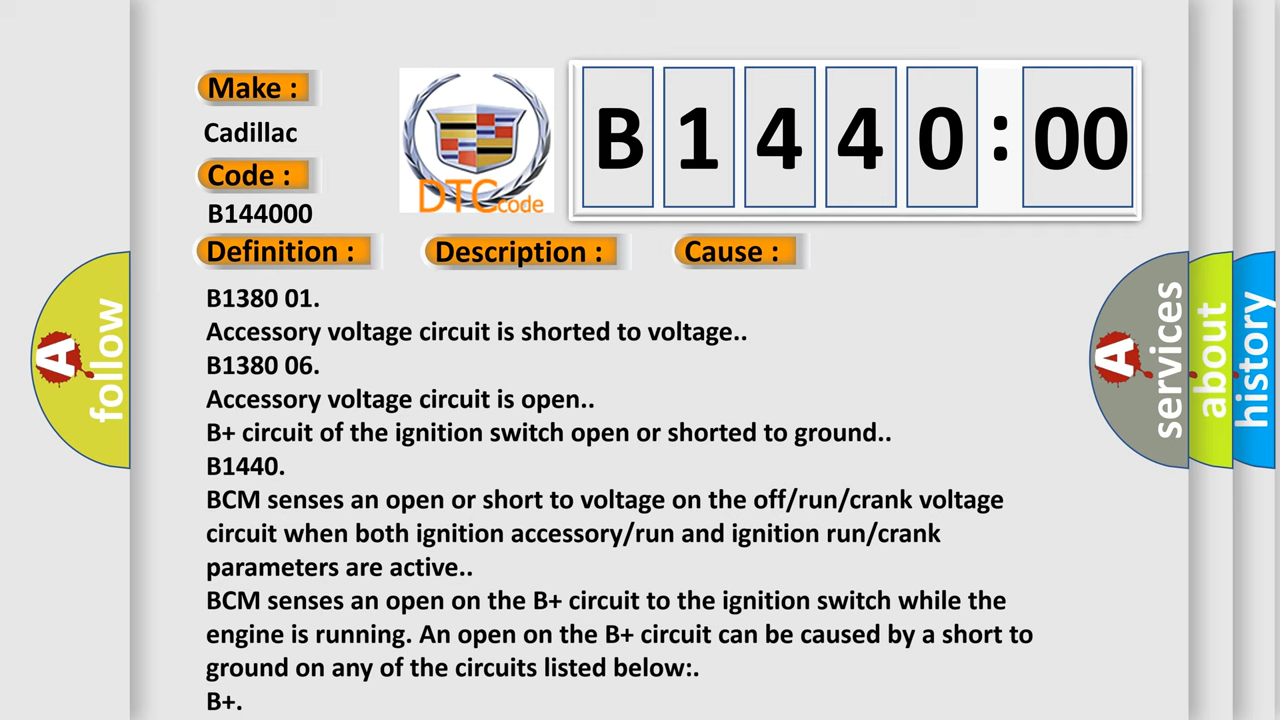 Make :
Cadillac
Code :
B144000
DTC code
B1440:00
Definition :
Description :
Cause :
B1380 01.
Accessory voltage circuit is shorted to voltage..
B1380 06.
Accessory voltage circuit is open..
B+ circuit of the ignition switch open or shorted to ground..
B1440.
BCM senses an open or short to voltage on the off/run/crank voltage
circuit when both ignition accessory/run and ignition run/crank
parameters are active..
BCM senses an open on the B+ circuit to the ignition switch while the
engine is running. An open on the B+ circuit can be caused by a short to
ground on any of the circuits listed below:.
B+.
A follow
A services
about
history